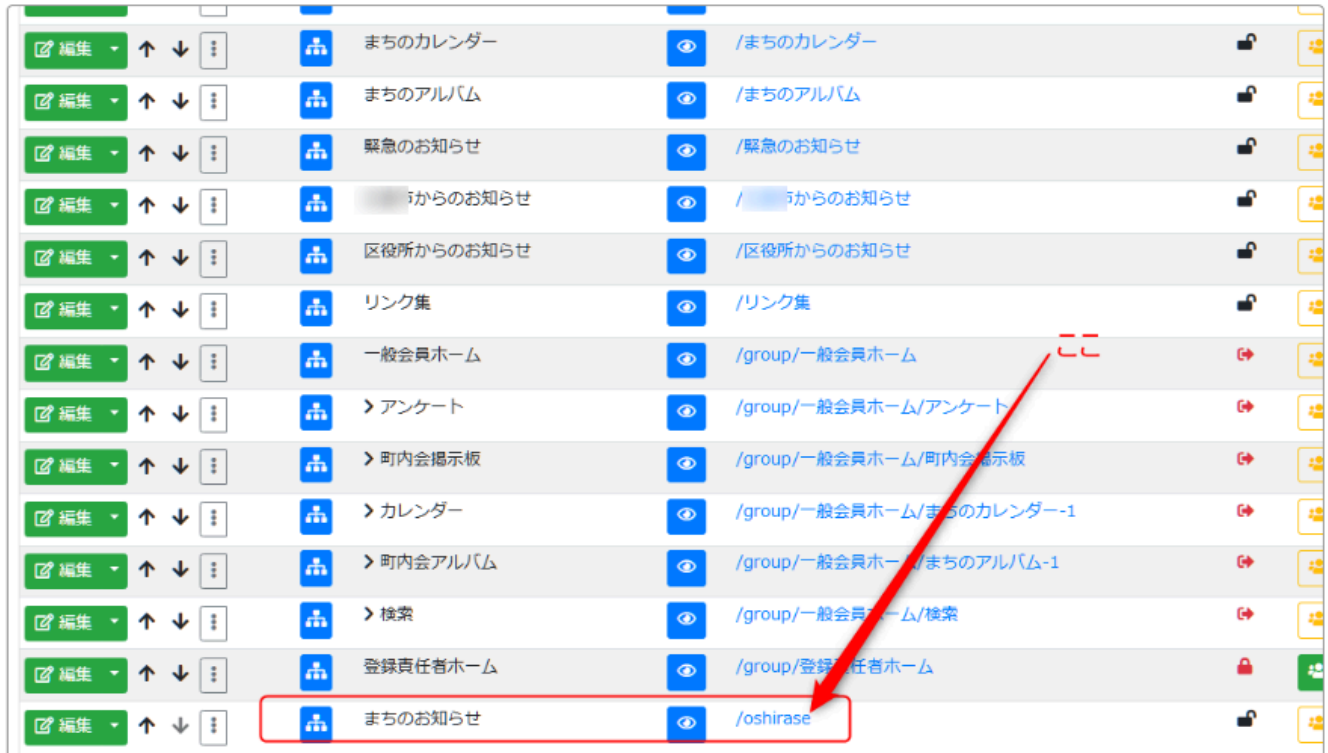 編集 まちのカレンダー /まちのカレンダー
編集 まちのアルバム /まちのアルバム
編集 緊急のお知らせ /緊急のお知らせ
編集 市からのお知らせ / 市からのお知らせ
編集 区役所からのお知らせ /区役所からのお知らせ
編集 リンク集 /リンク集
ここ
編集 一般会員ホーム /group/一般会員ホーム
編集 アンケート /group/一般会員ホーム/アンケート
編集 町内会掲示板 /group/一般会員ホーム/町内会掲示板
編集 カレンダー /group/一般会員ホーム/まちのカレンダー-1
編集 町内会アルバム /group/一般会員ホーム/まちのアルバム-1
編集 検索 /group/一般会員ホーム/検索
編集 登録責任者ホーム /group/登録責任者ホーム
編集 まちのお知らせ /oshirase